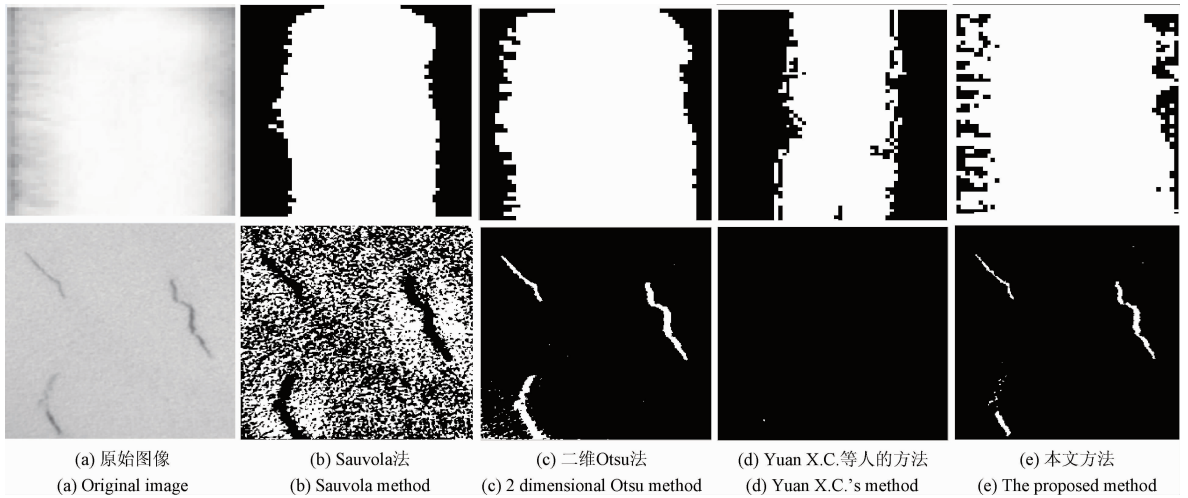 (a) 原始图像
(b) Sauvola法
(c) 二维Otsu法
(d) Yuan X.C.等人的方法
(e) 本文方法
(a) Original image
(b) Sauvola method
(c) 2 dimensional Otsu method
(d) Yuan X.C.'s method
(e) The proposed method